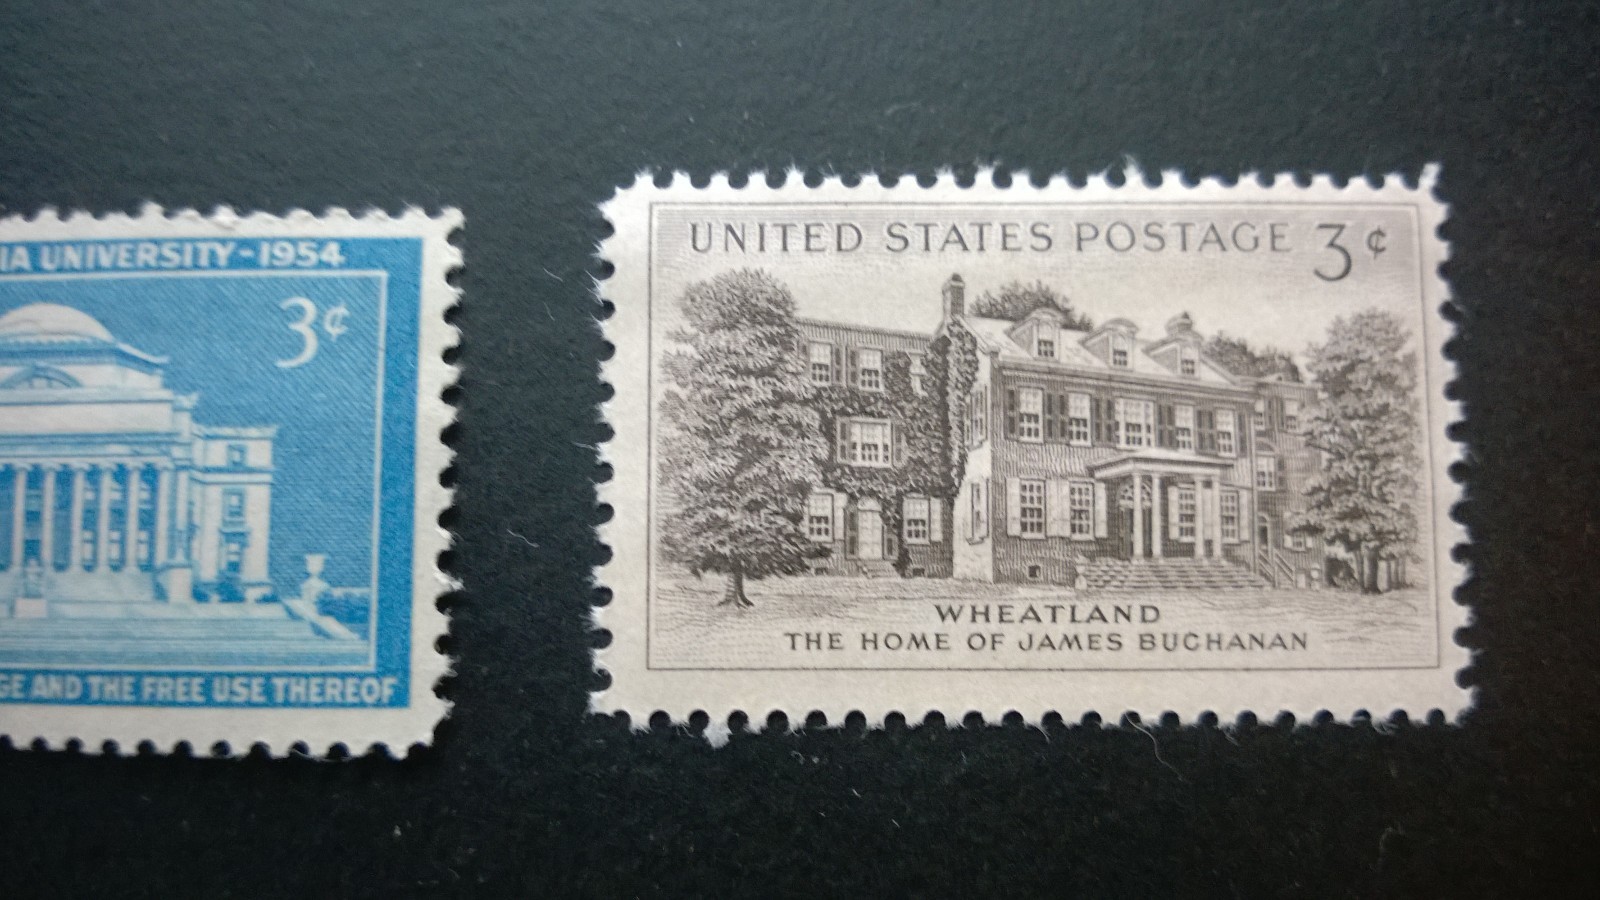 IA UNIVERSITY-1954
3¢
GE AND THE FREE USE THEREOF
UNITED STATES POSTAGE 3¢
WHEATLAND
THE HOME OF JAMES BUCHANAN